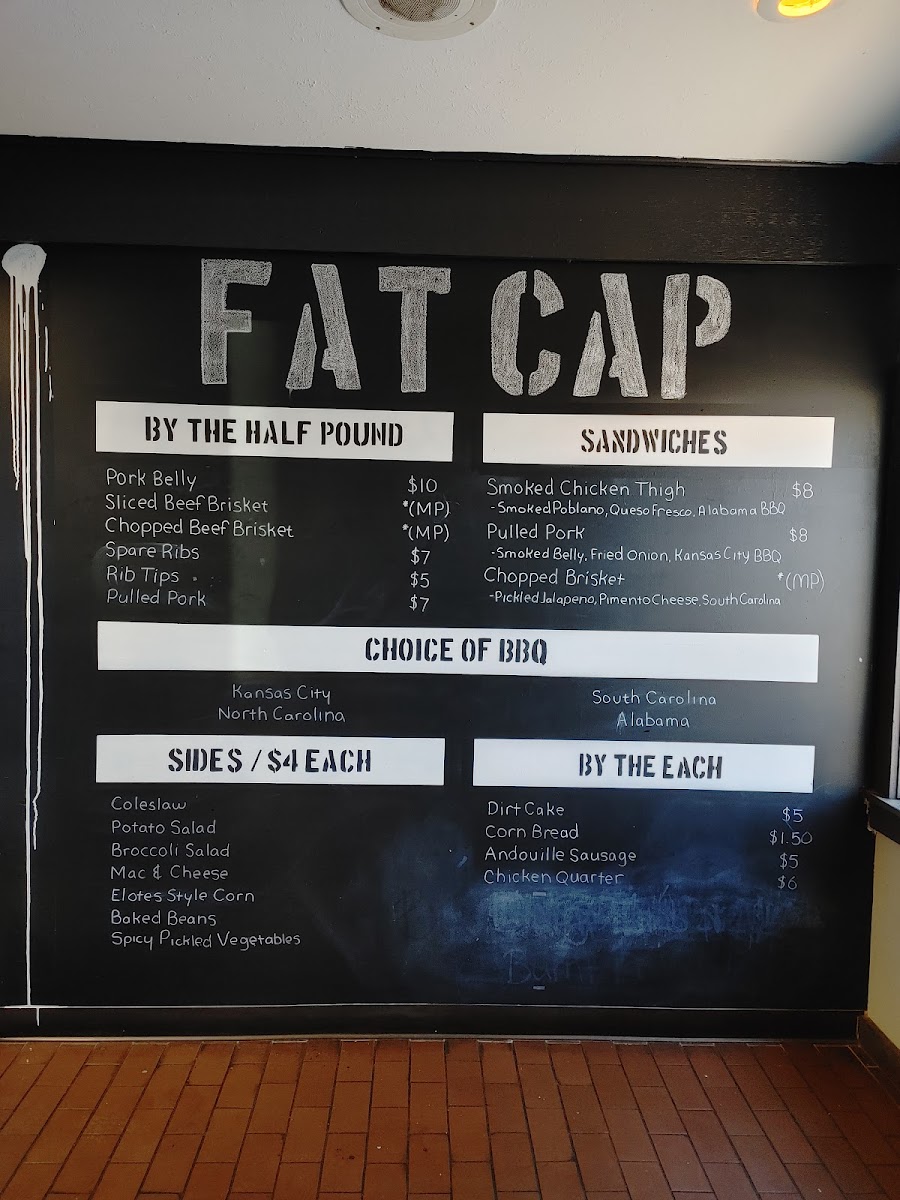 FAT CAP
BY THE HALF POUND
Pork Belly $10
Sliced Beef Brisket *(MP)
Chopped Beef Brisket *(MP)
Spare Ribs $7
Rib Tips $5
Pulled Pork $7
SANDWICHES
Smoked Chicken Thigh $8
-Smoked Poblano, Queso Fresco, Alabama BBQ
Pulled Pork $8
-Smoked Belly, Fried Onion, Kansas City BBQ
Chopped Brisket *(MP)
-Pickled Jalapeno, Pimento Cheese, South Carolina
CHOICE OF BBQ
Kansas City
North Carolina
South Carolina
Alabama
SIDES / $4 EACH
Coleslaw
Potato Salad
Broccoli Salad
Mac & Cheese
Elotes Style Corn
Baked Beans
Spicy Pickled Vegetables
BY THE EACH
Dirt Cake $5
Corn Bread $1.50
Andouille Sausage $5
Chicken Quarter $6